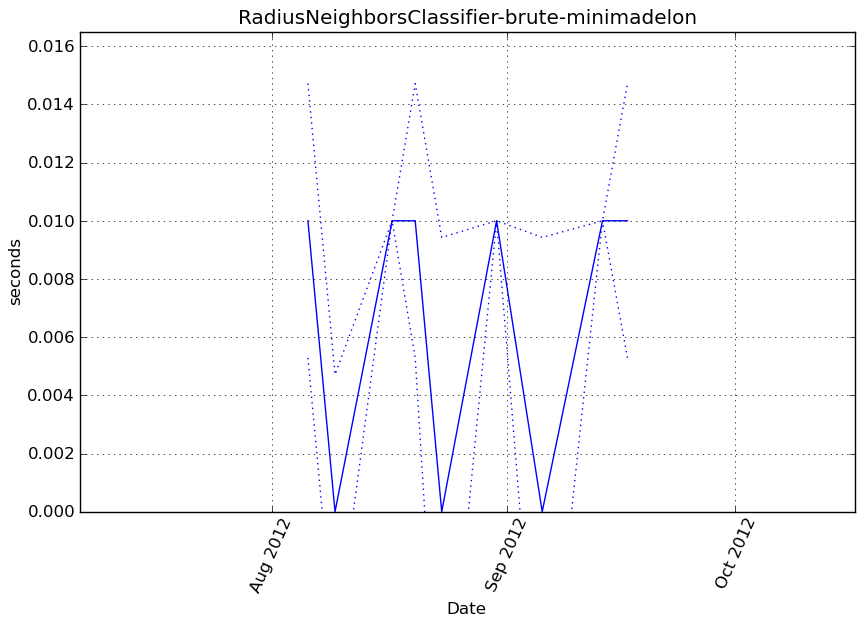 RadiusNeighborsClassifier-brute-minimadelon
0.016
0.014
0.012
0.010
0.008
0.006
0.004
0.002
0.000
seconds
Aug 2012
Sep 2012
Oct 2012
Date